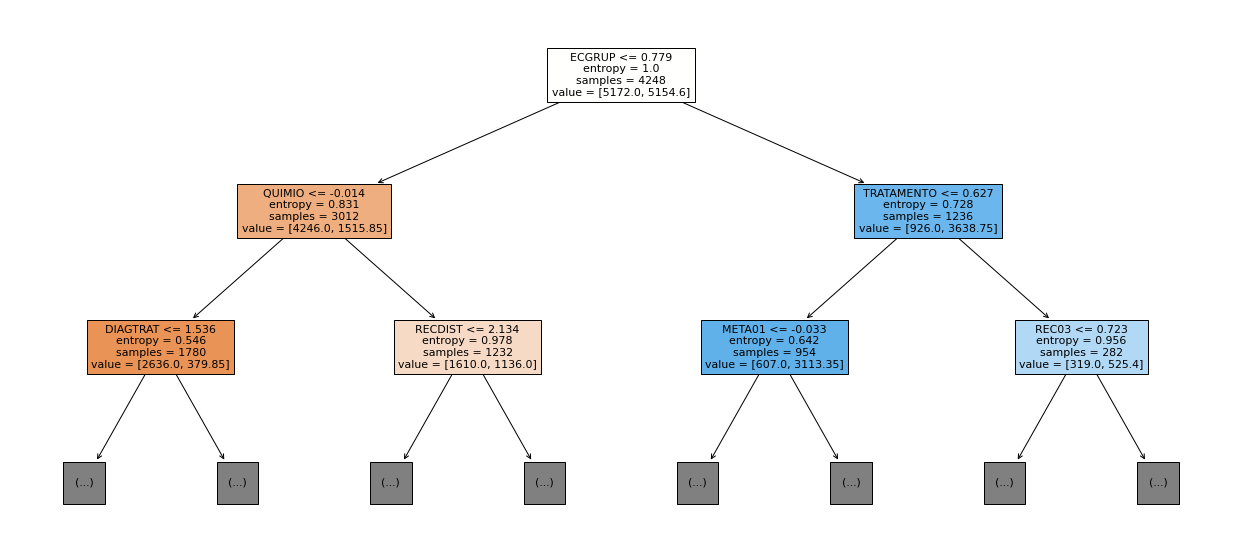 ECGRUP <= 0.779
entropy = 1.0
samples = 4248
value = [5172.0, 5154.6]
QUIMIO <= -0.014
entropy = 0.831
samples = 3012
value = [4246.0, 1515.85]
TRATAMENTO <= 0.627
entropy = 0.728
samples = 1236
value = [926.0, 3638.75]
DIAGTRAT <= 1.536
entropy = 0.546
samples = 1780
value = [2636.0, 379.85]
RECDIST <= 2.134
entropy = 0.978
samples = 1232
value = [1610.0, 1136.0]
META01 <= -0.033
entropy = 0.642
samples = 954
value = [607.0, 3113.35]
REC03 <= 0.723
entropy = 0.956
samples = 282
value = [319.0, 525.4]
(...)
(...)
(...)
(...)
(...)
(...)
(...)
(...)